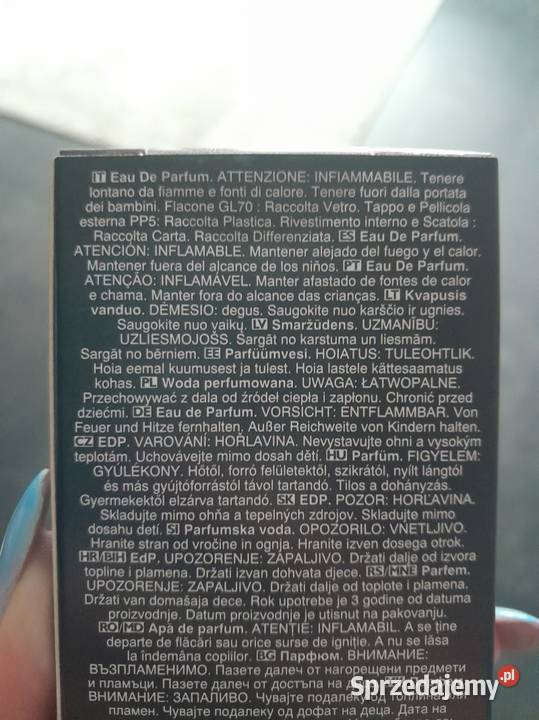 IT Eau De Parfum. ATTENZIONE: INFIAMMABILE. Tenere
lontano da fiamme e fonti di calore. Tenere fuori dalla portata
dei bambini. Flacone GL70 : Raccolta Vetro. Tappo e Pellicola
esterna PP5: Raccolta Plastica. Rivestimento interno e Scatola :
Raccolta Carta. Raccolta Differenziata. ES Eau De Parfum.
ATENCIÓN: INFLAMABLE. Mantener alejado del fuego y el calor.
Mantener fuera del alcance de los niños. PT Eau De Parfum.
ATENÇÃO: INFLAMÁVEL. Manter afastado de fontes de calor
e chama. Manter fora do alcance das crianças. LT Kvapusis
vanduo. DĖMESIO: degus. Saugokite nuo karščio ir ugnies.
Saugokite nuo vaikų. LV Smaržūdens. UZMANĪBU:
UZLIESMOJOŠS. Sargāt no karstuma un liesmām.
Sargāt no bērniem. EE Parfüümvesi. HOIATUS: TULEOHTLIK.
Hoia eemal kuumusest ja tulest. Hoia lastele kättesaamatus
kohas. PL Woda perfumowana. UWAGA: ŁATWOPALNE.
Przechowywać z dala od źródeł ciepła i zapłonu. Chronić przed
dziećmi. DE Eau de Parfum. VORSICHT: ENTFLAMMBAR. Von
Feuer und Hitze fernhalten. Außer Reichweite von Kindern halten.
CZ EDP. VAROVÁNÍ: HOŘLAVINA. Nevystavujte ohni a vysokým
teplotám. Uchovávejte mimo dosah dětí. HU Parfüm. FIGYELEM:
GYÚLÉKONY. Hőtől, forró felületektől, szikrától, nyílt lángtól
és más gyújtóforrástól távol tartandó. Tilos a dohányzás.
Gyermekektől elzárva tartandó. SK EDP. POZOR: HORĽAVINA.
Skladujte mimo ohňa a tepelných zdrojov. Skladujte mimo
dosahu detí. SI Parfumska voda. OPOZORILO: VNETLJIVO.
Hranite stran od vročine in ognja. Hranite izven dosega otrok.
HR/BIH EdP. UPOZORENJE: ZAPALJIVO. Držati dalje od izvora
topline i plamena. Držati izvan dohvata djece. RS/MNE Parfem.
UPOZORENJE: ZAPALJIVO. Držati dalje od toplote i plamena.
Držati van domašaja dece. Rok upotrebe je 3 godine od datuma
proizvodnje. Datum proizvodnje je utisnut na pakovanju.
RO/MD Apă de parfum. ATENȚIE: INFLAMABIL. A se ține
departe de flăcări sau orice surse de ignitie. A nu se lăsa
la îndemâna copiilor. BG Парфюм. ВНИМАНИЕ:
ВЪЗПЛАМЕНИМО. Пазете далеч от нагорещени предмети
и пламъци. Пазете далеч от достъпа на деца.
ВНИМАНИЕ: ЗАПАЛИВО. Чувајте подалеку од топлина
пламен. Чувајте подалеку од дофат на деца. Датата на
Sprzedajemy.pl